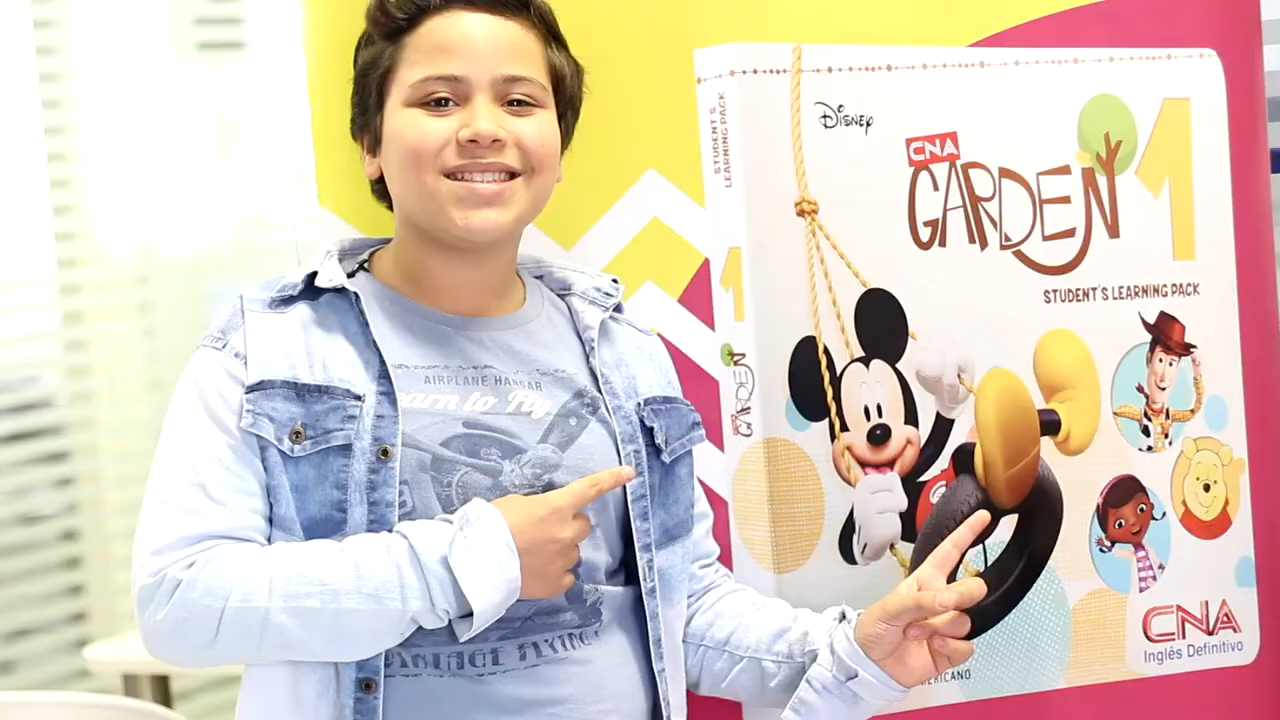 AIRPLANE HANGAR
Learn to Fly
VINTAGE FLYING
STUDENT'S
LEARNING PACK
1
GARDEN
Disney
CNA
GARDEN 1
STUDENT'S LEARNING PACK
CNA
Inglês Definitivo